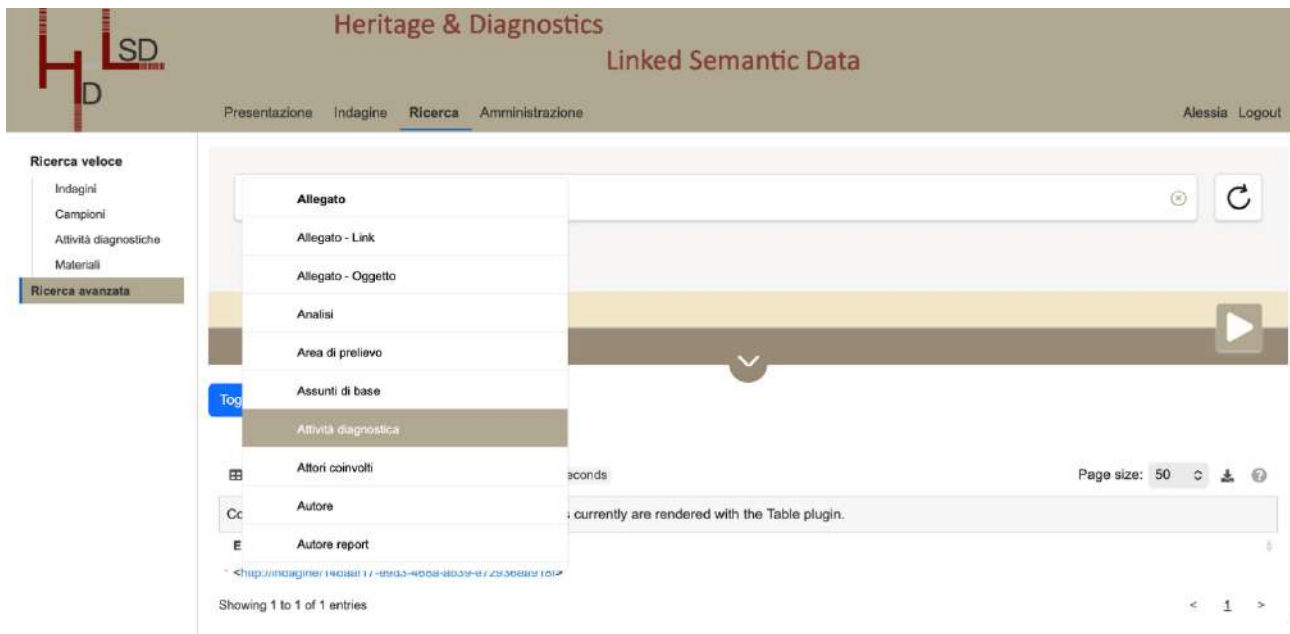 LSD
D
Heritage & Diagnostics
Linked Semantic Data
Presentazione Indagine Ricerca Amministrazione
Alessia Logout
Ricerca veloce
Indagini
Campioni
Attività diagnostiche
Materiali
Ricerca avanzata
Allegato
Allegato - Link
Allegato - Oggetto
Analisi
Area di prelievo
Assunti di base
Attività diagnostica
Attori coinvolti
Autore
Autore report
Tog
econds
Page size: 50
Co
s currently are rendered with the Table plugin.
E
Showing 1 to 1 of 1 entries
< 1 >